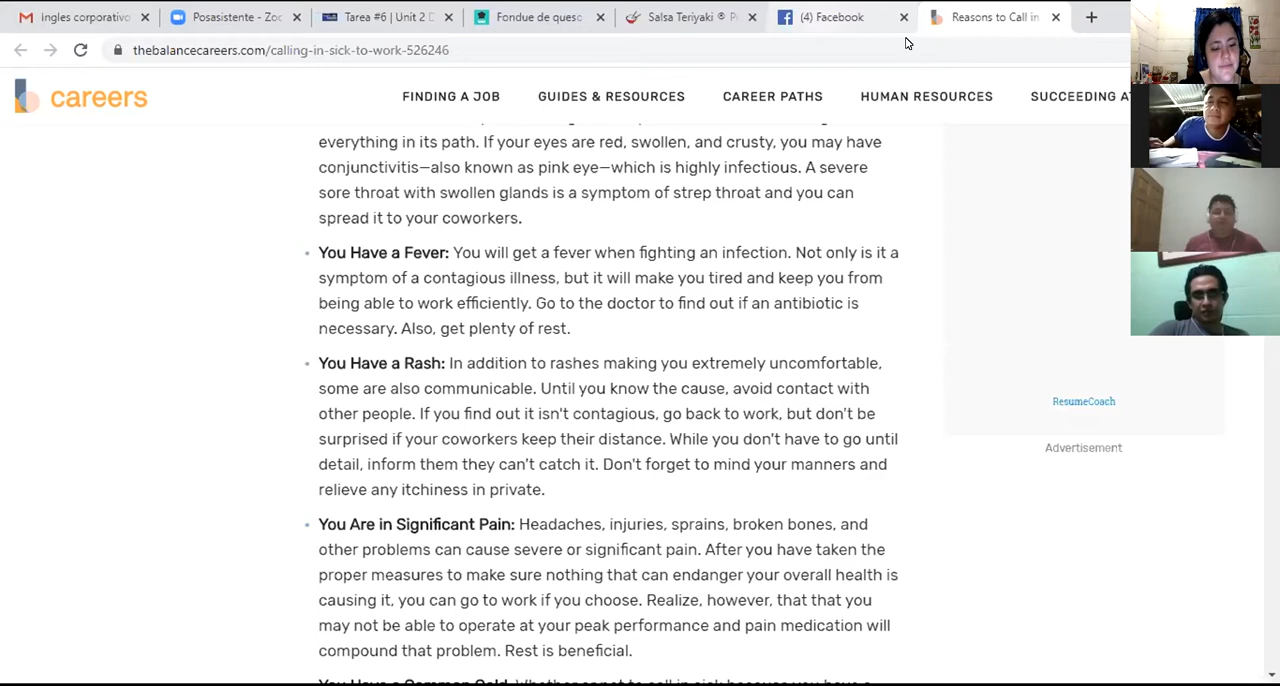 Ingles corporativo
Posasistente - Zoo
Tarea #6 | Unit 2 D
Fondue de queso
Salsa Teriyaki ® P
(4) Facebook
Reasons to Call in
thebalancecareers.com/calling-in-sick-to-work-526246
careers
FINDING A JOB
GUIDES & RESOURCES
CAREER PATHS
HUMAN RESOURCES
SUCCEEDING AT
everything in its path. If your eyes are red, swollen, and crusty, you may have
conjunctivitis—also known as pink eye—which is highly infectious. A severe
sore throat with swollen glands is a symptom of strep throat and you can
spread it to your coworkers.
You Have a Fever: You will get a fever when fighting an infection. Not only is it a
symptom of a contagious illness, but it will make you tired and keep you from
being able to work efficiently. Go to the doctor to find out if an antibiotic is
necessary. Also, get plenty of rest.
You Have a Rash: In addition to rashes making you extremely uncomfortable,
some are also communicable. Until you know the cause, avoid contact with
other people. If you find out it isn't contagious, go back to work, but don't be
surprised if your coworkers keep their distance. While you don't have to go until
detail, inform them they can't catch it. Don't forget to mind your manners and
relieve any itchiness in private.
You Are in Significant Pain: Headaches, injuries, sprains, broken bones, and
other problems can cause severe or significant pain. After you have taken the
proper measures to make sure nothing that can endanger your overall health is
causing it, you can go to work if you choose. Realize, however, that that you
may not be able to operate at your peak performance and pain medication will
compound that problem. Rest is beneficial.
ResumeCoach
Advertisement